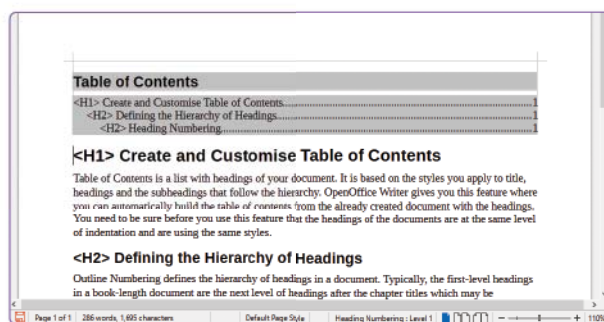 Table of Contents
<H1> Create and Customise Table of Contents....................1
<H2> Defining the Hierarchy of Headings....................1
<H2> Heading Numbering....................1
<H1> Create and Customise Table of Contents
Table of Contents is a list with headings of your document. It is based on the styles you apply to title,
headings and the subheadings that follow the hierarchy. OpenOffice Writer gives you this feature where
you can automatically build the table of contents from the already created document with the headings.
You need to be sure before you use this feature that the headings of the documents are at the same level
of indentation and are using the same styles.
<H2> Defining the Hierarchy of Headings
Outline Numbering defines the hierarchy of headings in a document. Typically, the first-level headings
in a book-length document are the next level of headings after the chapter titles which may be
Page 1 of 1 286 words, 1,695 characters Default Page Style Heading Numbering : Level 1 110%